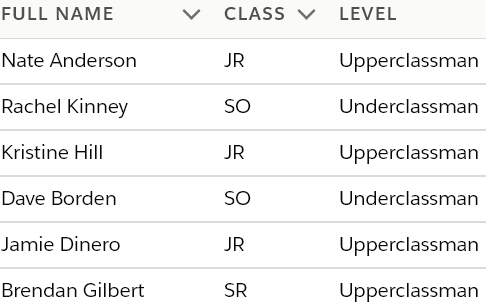 FULL NAME CLASS LEVEL
Nate Anderson JR Upperclassman
Rachel Kinney SO Underclassman
Kristine Hill JR Upperclassman
Dave Borden SO Underclassman
Jamie Dinero JR Upperclassman
Brendan Gilbert SR Upperclassman